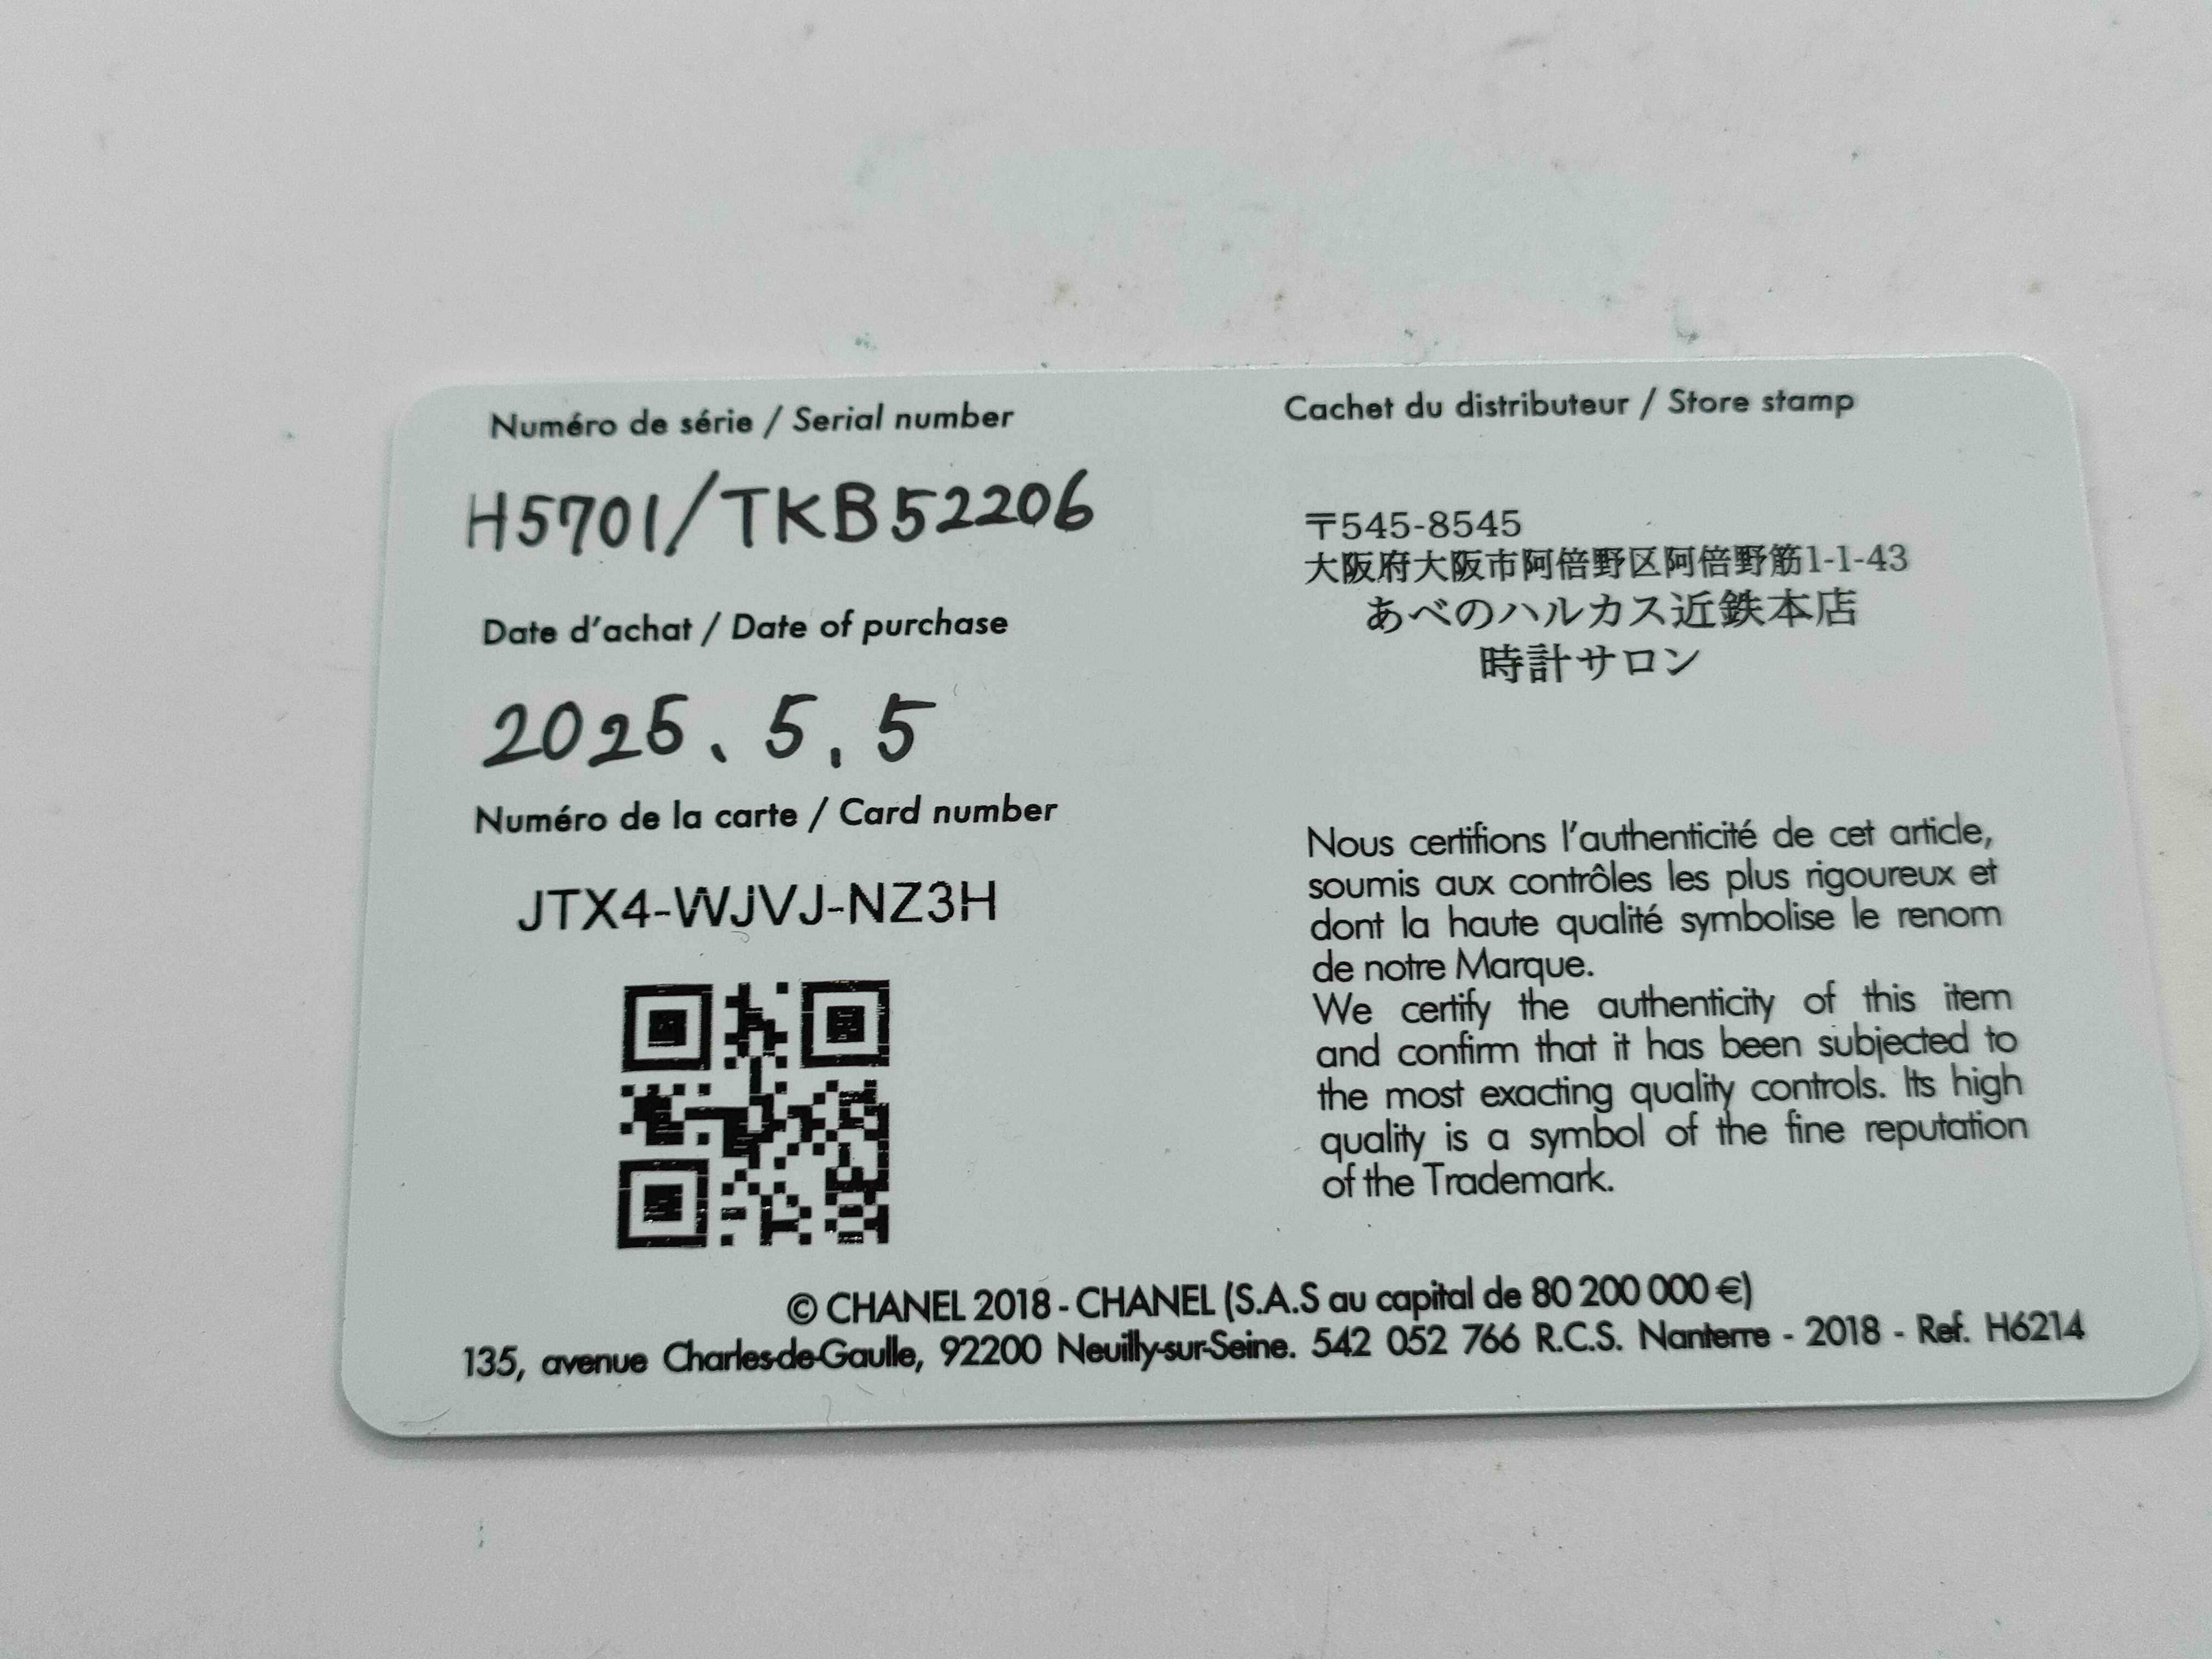 Numéro de série / Serial number
H5701/TKB52206
Date d'achat / Date of purchase
2025.5.5
Numéro de la carte / Card number
JTX4-WJVJ-NZ3H
Cachet du distributeur / Store stamp
〒545-8545
大阪府大阪市阿倍野区阿倍野筋1-1-43
あべのハルカス近鉄本店
時計サロン
Nous certifions l'authenticité de cet article,
soumis aux contrôles les plus rigoureux et
dont la haute qualité symbolise le renom
de notre Marque.
We certify the authenticity of this item
and confirm that it has been subjected to
the most exacting quality controls. Its high
quality is a symbol of the fine reputation
of the Trademark.
© CHANEL 2018 - CHANEL (S.A.S au capital de 80 200 000 €)
135, avenue Charles-de-Gaulle, 92200 Neuilly-sur-Seine. 542 052 766 R.C.S. Nanterre - 2018 - Ref. H6214